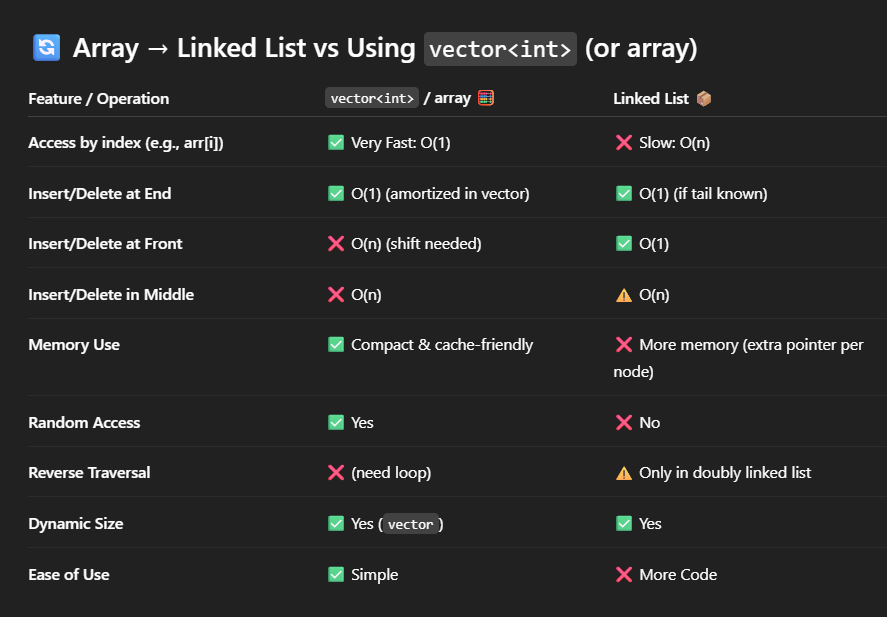 🔄 Array → Linked List vs Using vector<int> (or array)
Feature / Operation vector<int> / array 🧮 Linked List 📦
Access by index (e.g., arr[i]) ✅ Very Fast: O(1) ❌ Slow: O(n)
Insert/Delete at End ✅ O(1) (amortized in vector) ✅ O(1) (if tail known)
Insert/Delete at Front ❌ O(n) (shift needed) ✅ O(1)
Insert/Delete in Middle ❌ O(n) ⚠️ O(n)
Memory Use ✅ Compact & cache-friendly ❌ More memory (extra pointer per
node)
Random Access ✅ Yes ❌ No
Reverse Traversal ❌ (need loop) ⚠️ Only in doubly linked list
Dynamic Size ✅ Yes (vector) ✅ Yes
Ease of Use ✅ Simple ❌ More Code